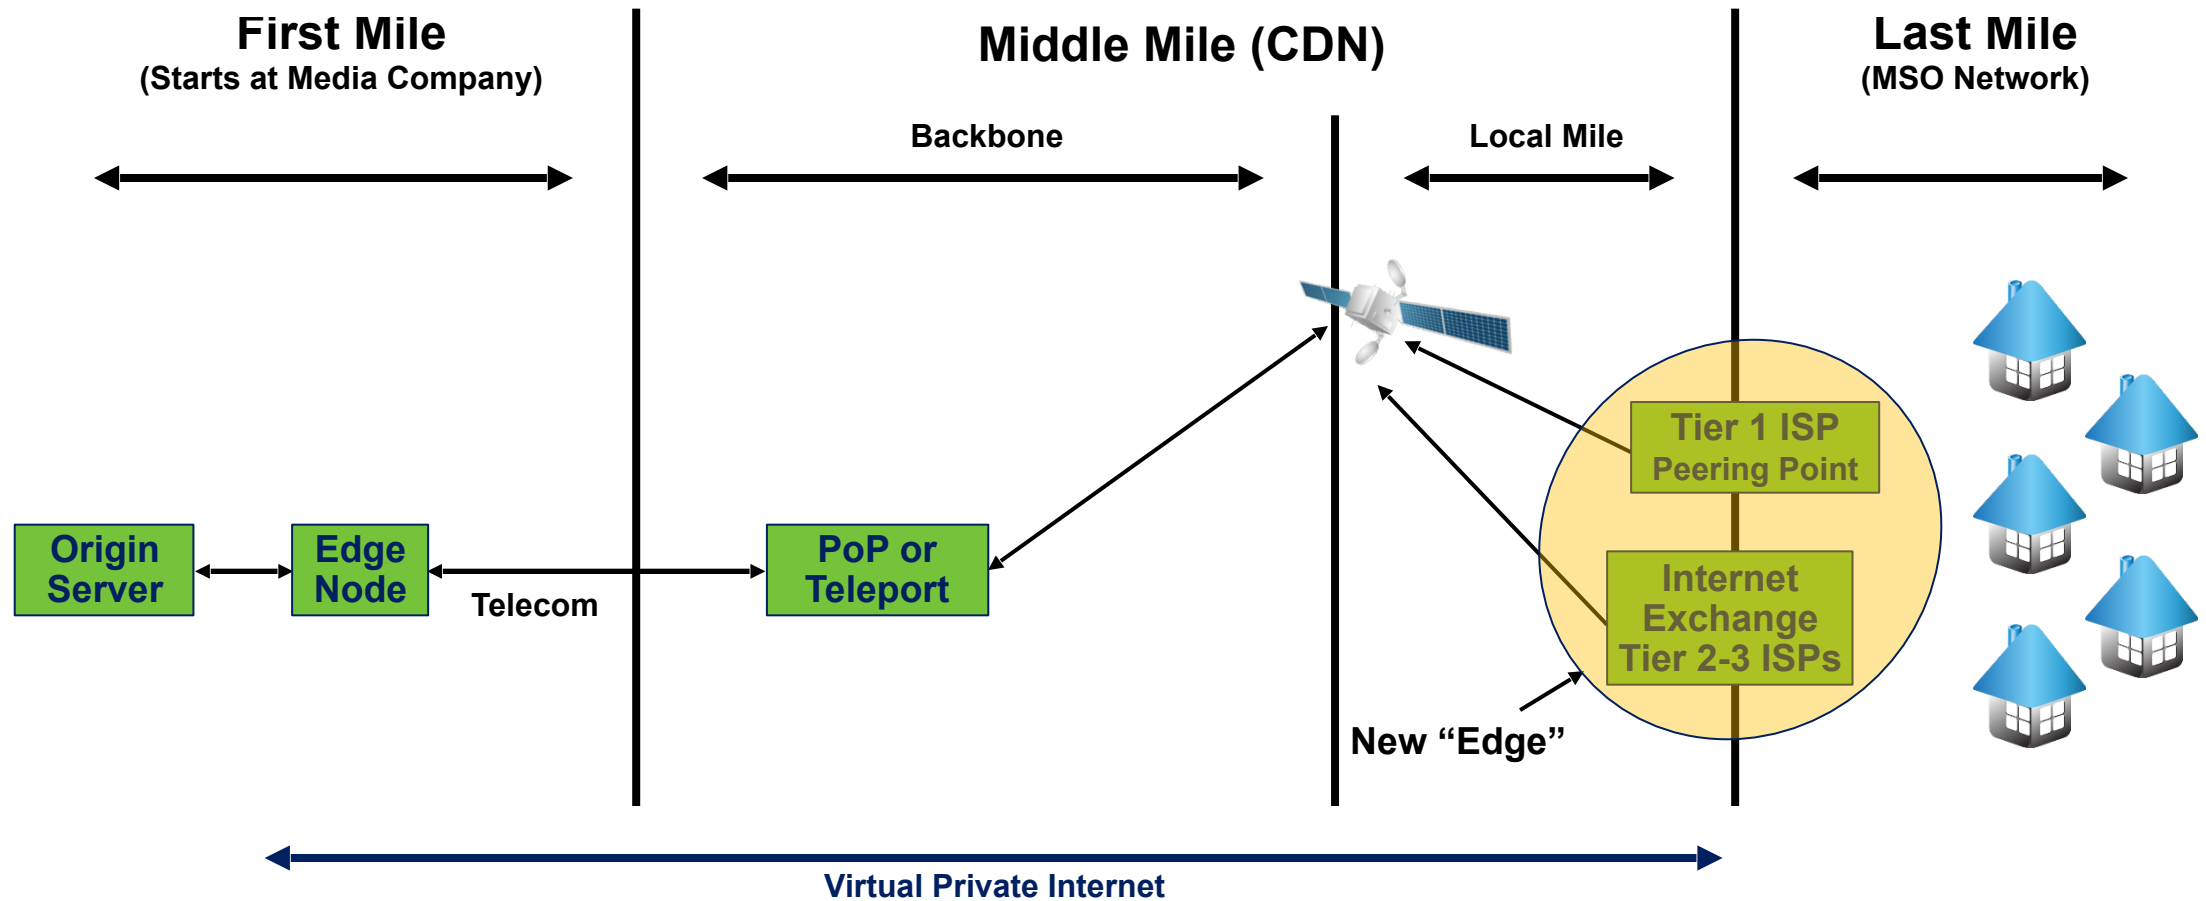 First Mile
(Starts at Media Company)
Middle Mile (CDN)
Last Mile
(MSO Network)
Backbone
Local Mile
Origin
Server
Edge
Node
Telecom
PoP or
Teleport
Tier 1 ISP
Peering Point
Internet
Exchange
Tier 2-3 ISPs
New “Edge”
Virtual Private Internet